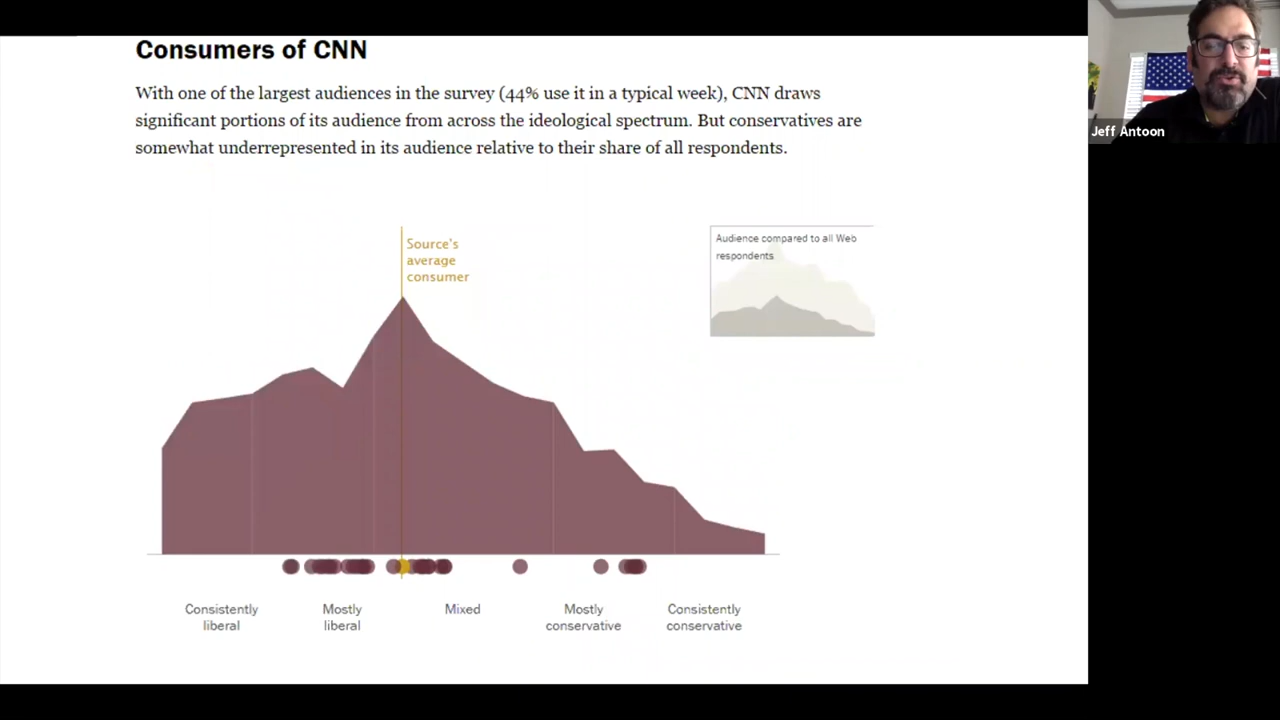 Consumers of CNN
With one of the largest audiences in the survey (44% use it in a typical week), CNN draws
significant portions of its audience from across the ideological spectrum. But conservatives are
somewhat underrepresented in its audience relative to their share of all respondents.
Source's
average
consumer
Audience compared to all Web
respondents
Consistently
liberal
Mostly
liberal
Mixed
Mostly
conservative
Consistently
conservative
Jeff Antoon